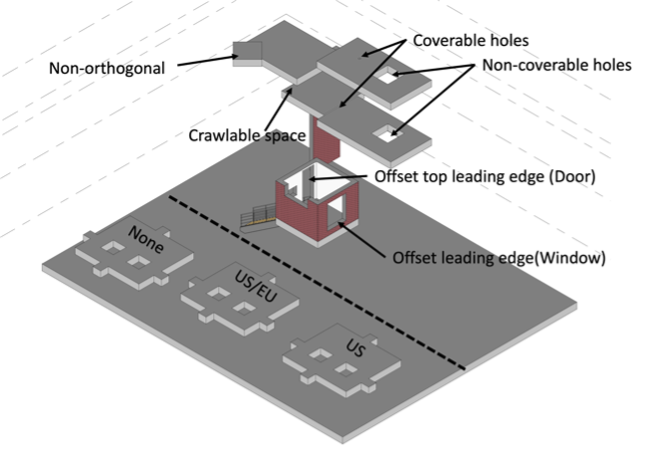 Coverable holes
Non-coverable holes
Non-orthogonal
Crawlable space
Offset top leading edge (Door)
Offset leading edge(Window)
None
US/EU
US